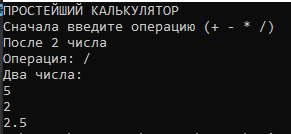 ПРОСТЕЙШИЙ КАЛЬКУЛЯТОР
Сначала введите операцию (+ - * /)
После 2 числа
Операция: /
Два числа:
5
2
2.5